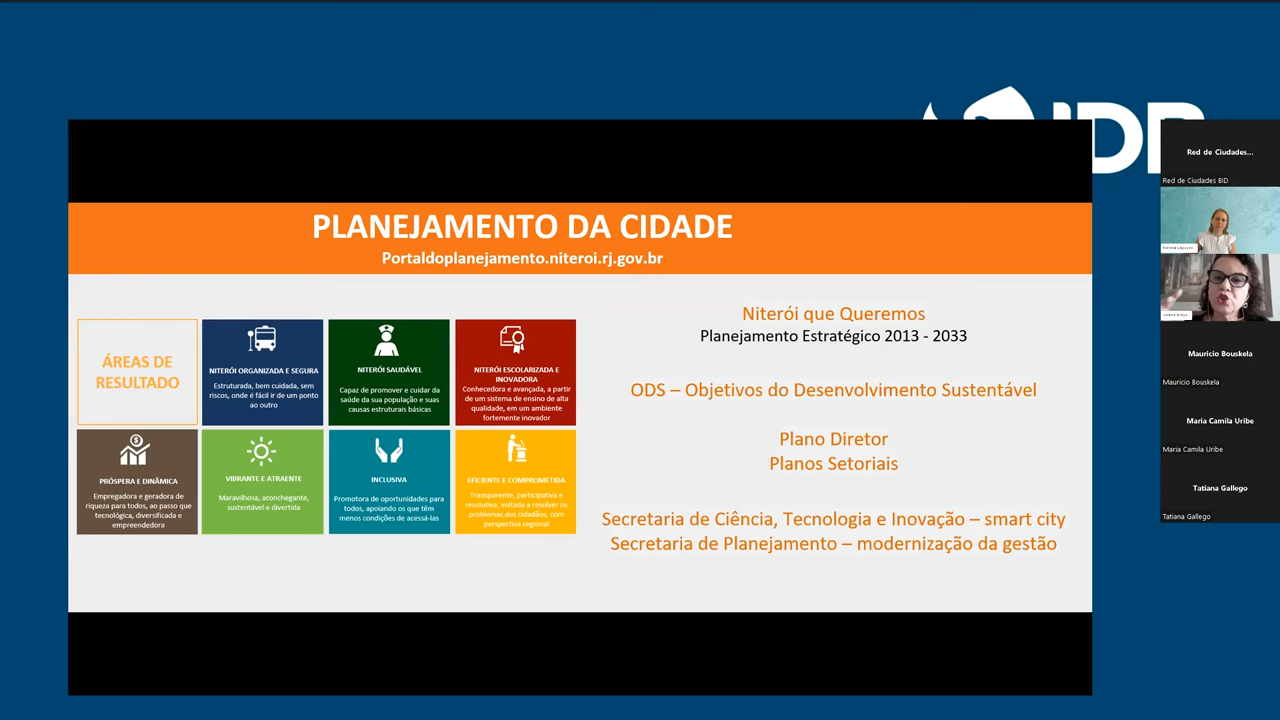 IDB
PLANEJAMENTO DA CIDADE
Portaldoplanejamento.niteroi.rj.gov.br
ÁREAS DE
RESULTADO
NITERÓI ORGANIZADA E SEGURA
Estruturada, bem cuidada, sem
riscos, onde é fácil ir de um ponto
ao outro
NITERÓI SAUDÁVEL
Capaz de promover e cuidar da
saúde da sua população e suas
causas estruturais básicas
NITERÓI ESCOLARIZADA E
INOVADORA
Conhecedora e avançada, a partir
de um sistema de ensino de alta
qualidade, em um ambiente
fortemente inovador
PRÓSPERA E DINÂMICA
Empregadora e geradora de
riqueza para todos, ao passo que
tecnológica, diversificada e
empreendedora
VIBRANTE E ATRAENTE
Maravilhosa, aconchegante,
sustentável e divertida
INCLUSIVA
Promotora de oportunidades para
todos, apoiando os que têm
menos condições de acessá-las
EFICIENTE E COMPROMETIDA
Transparente, participativa e
resolutiva, voltada a resolver os
problemas dos cidadãos, com
perspectiva regional
Niterói que Queremos
Planejamento Estratégico 2013 - 2033
ODS – Objetivos do Desenvolvimento Sustentável
Plano Diretor
Planos Setoriais
Secretaria de Ciência, Tecnologia e Inovação – smart city
Secretaria de Planejamento – modernização da gestão
Red de Ciudades...
Red de Ciudades BID
Mauricio Bouskela
Mauricio Bouskela
Maria Camila Uribe
Maria Camila Uribe
Tatiana Gallego
Tatiana Gallego